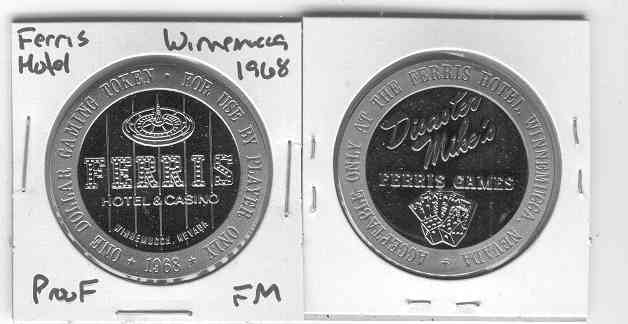 Ferris Hotel
Winnemucca 1968
ONE DOLLAR GAMING TOKEN · FOR USE BY PLAYER ONLY
FERRIS
HOTEL & CASINO
WINNEMUCCA, NEVADA
★ 1968 ★
Proof
FM
ACCEPTABLE ONLY AT THE FERRIS HOTEL WINNEMUCCA NEVADA
Disaster
Mike's
FERRIS GAMES